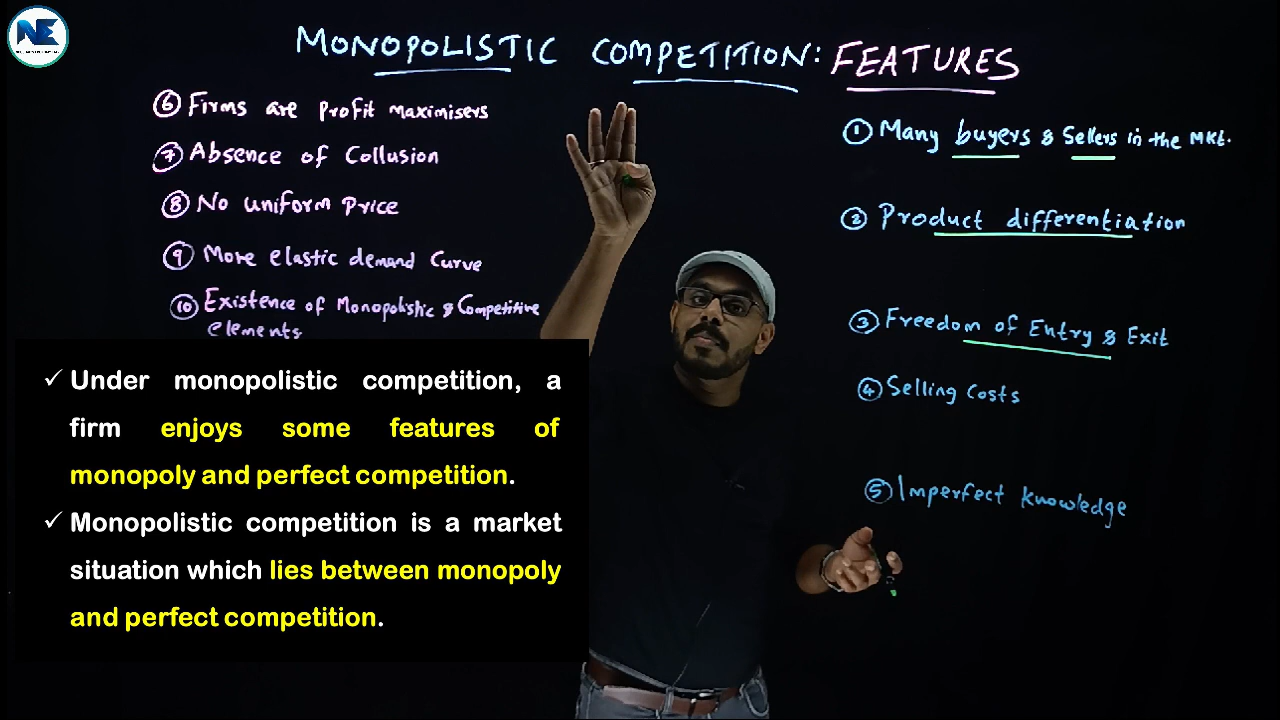 NE
MONOPOLISTIC COMPETITION: FEATURES
① Many buyers & Sellers in the MKt.
② Product differentiation
③ Freedom of Entry & Exit
④ Selling Costs
⑤ Imperfect Knowledge
⑥ Firms are profit maximisers
⑦ Absence of Collusion
⑧ No uniform Price
⑨ More elastic demand Curve
⑩ Existence of Monopolistic & Competitive
elements
✓ Under monopolistic competition, a
firm enjoys some features of
monopoly and perfect competition.
✓ Monopolistic competition is a market
situation which lies between monopoly
and perfect competition.